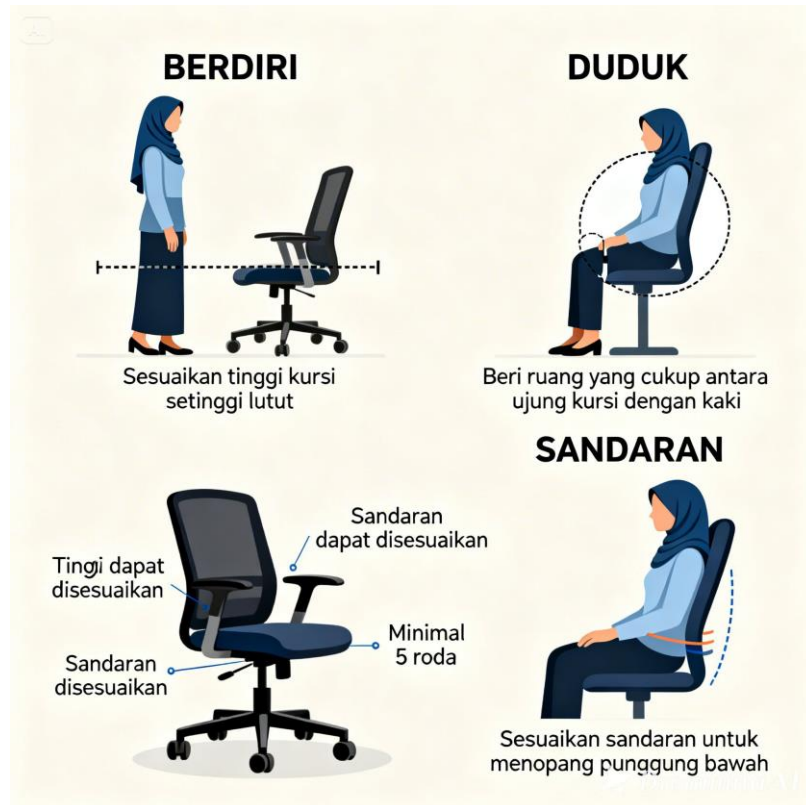 BERDIRI
Sesuaikan tinggi kursi
setinggi lutut
DUDUK
Beri ruang yang cukup antara
ujung kursi dengan kaki
Tingi dapat
disesuaikan
Sandaran
dapat disesuaikan
Sandaran
disesuaikan
Minimal
5 roda
SANDARAN
Sesuaikan sandaran untuk
menopang punggung bawah